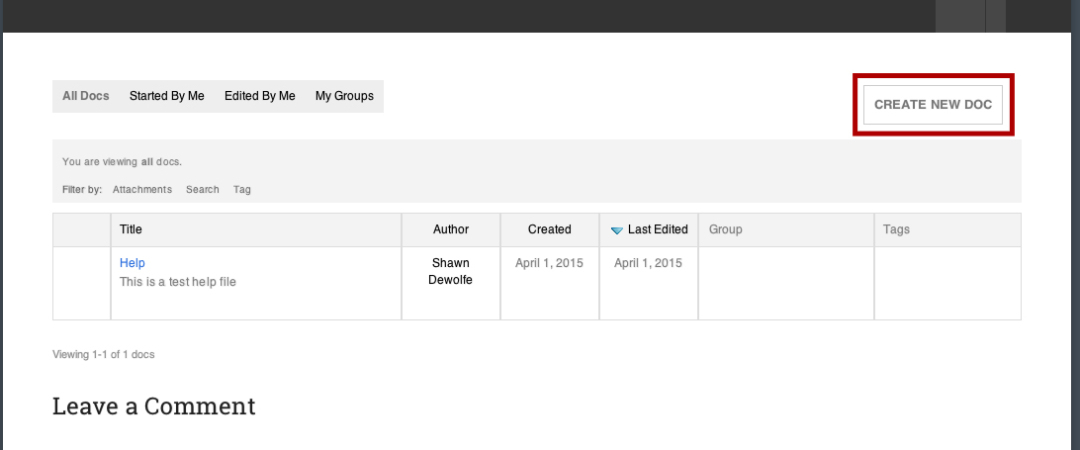 All Docs Started By Me Edited By Me My Groups
CREATE NEW DOC
You are viewing all docs.
Filter by: Attachments Search Tag
Title Author Created Last Edited Group Tags
Help Shawn April 1, 2015 April 1, 2015
This is a test help file Dewolfe
Viewing 1-1 of 1 docs
Leave a Comment